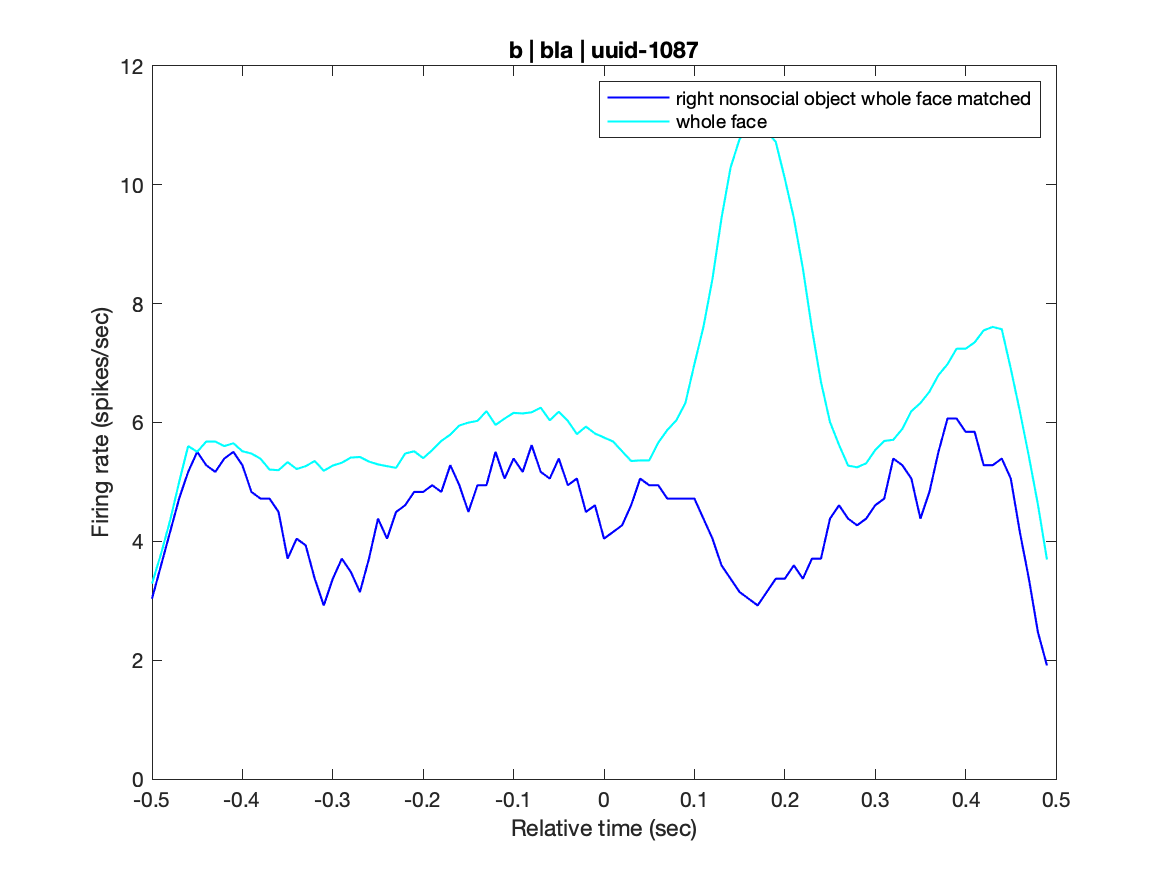 b | bla | uuid-1087
right nonsocial object whole face matched
whole face
12
10
8
6
4
2
0
Firing rate (spikes/sec)
-0.5 -0.4 -0.3 -0.2 -0.1 0 0.1 0.2 0.3 0.4 0.5
Relative time (sec)